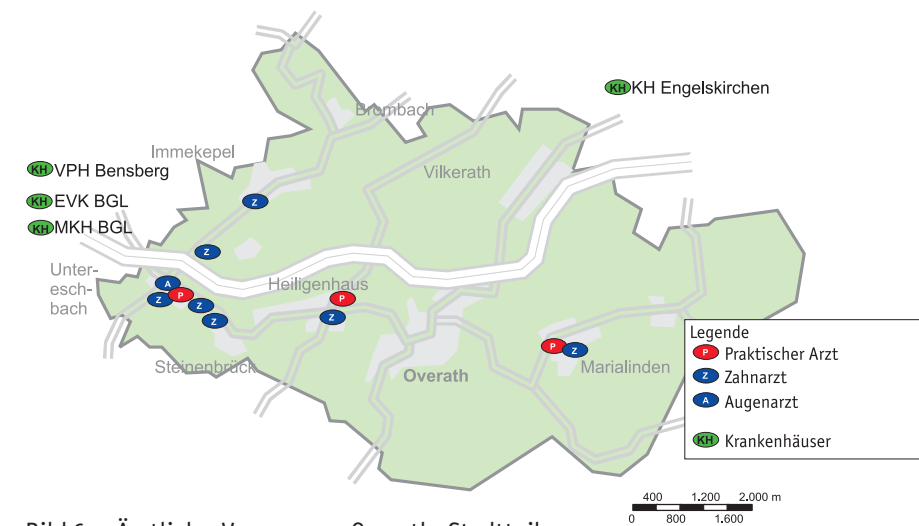 KH KH Engelskirchen
Brombach
Immekepel
KH VPH Bensberg
Vilkerath
KH EVK BGL
Z
KH MKH BGL
Z
Unter-
esch-
bach
A
Heiligenhaus
Z P
P
Z
Z
Z
Steinenbrück
P Z
Marialinden
Overath
Legende
P Praktischer Arzt
Z Zahnarzt
A Augenarzt
KH Krankenhäuser
400 1.200 2.000 m
0 800 1.600